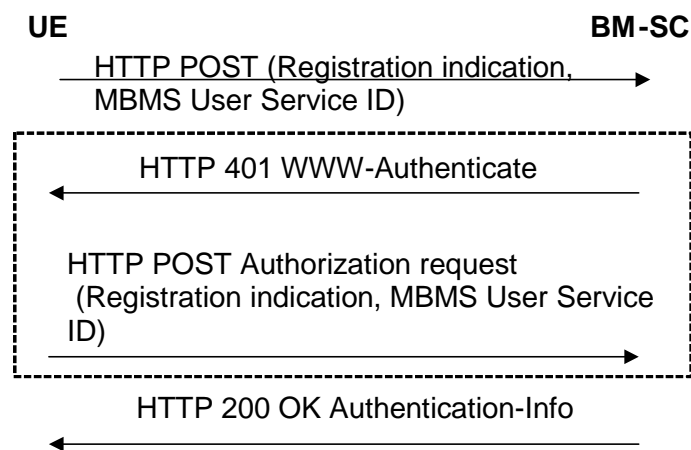 UE BM-SC
HTTP POST (Registration indication,
MBMS User Service ID)
HTTP 401 WWW-Authenticate
HTTP POST Authorization request
(Registration indication, MBMS User Service
ID)
HTTP 200 OK Authentication-Info